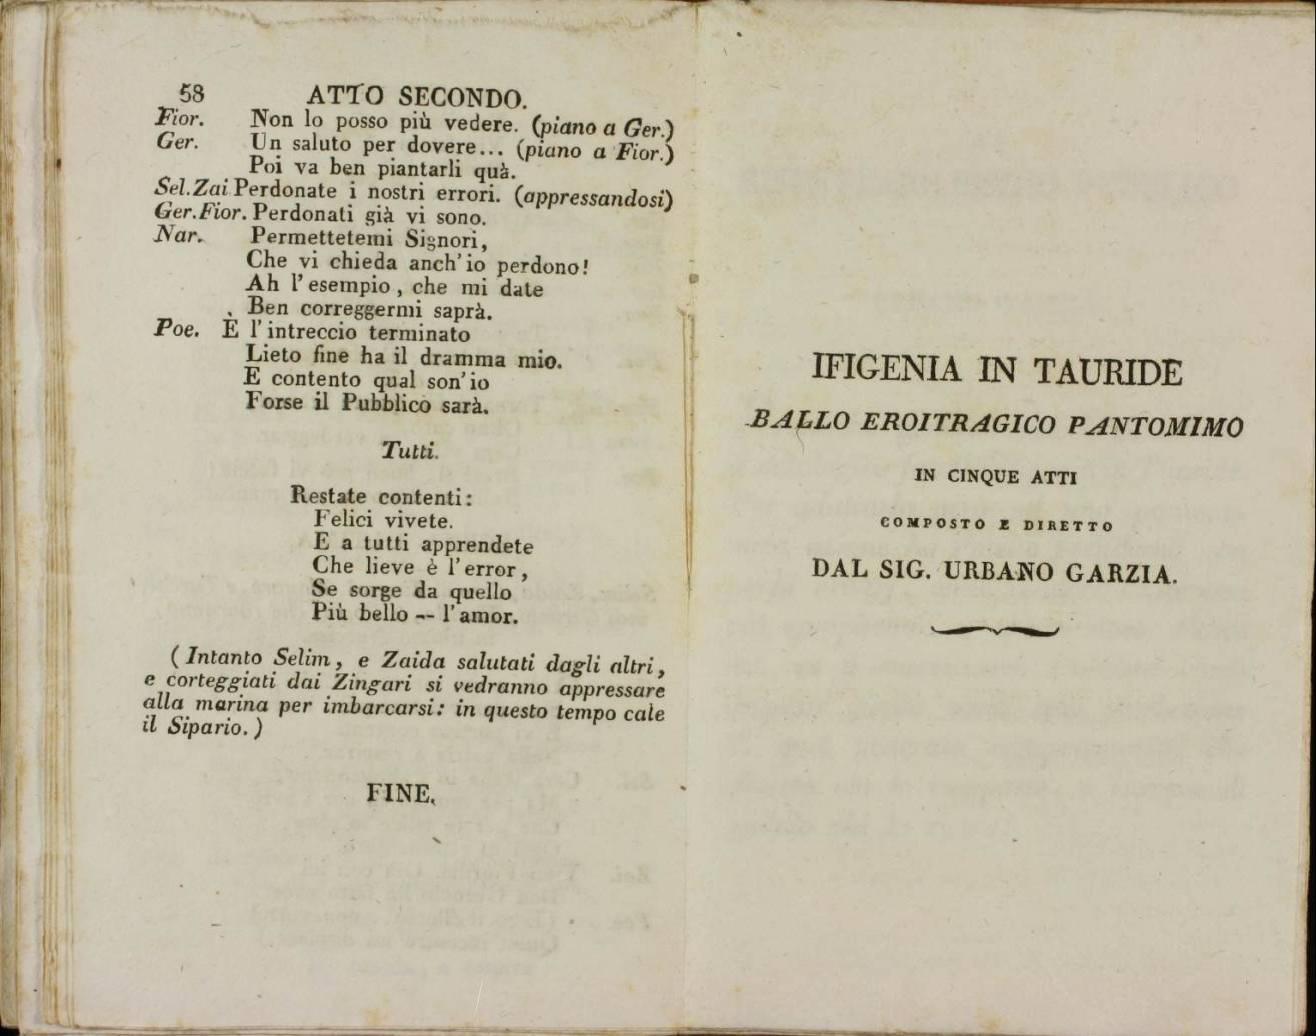 58 ATTO SECONDO.
Fior. Non lo posso più vedere. (piano a Ger.)
Ger. Un saluto per dovere... (piano a Fior.)
Poi va ben piantarli quà.
Sel.Zai Perdonate i nostri errori. (appressandosi)
Ger.Fior. Perdonati già vi sono.
Nar. Permettetemi Signori,
Che vi chieda anch'io perdono!
Ah l'esempio, che mi date
Ben correggermi saprà.
Poe. È l'intreccio terminato
Lieto fine ha il dramma mio.
E contento qual son'io
Forse il Pubblico sarà.
Tutti.
Restate contenti:
Felici vivete.
E a tutti apprendete
Che lieve è l'error,
Se sorge da quello
Più bello -- l'amor.
(Intanto Selim, e Zaida salutati dagli altri,
e corteggiati dai Zingari si vedranno appressare
alla marina per imbarcarsi: in questo tempo cale
il Sipario.)
FINE.
IFIGENIA IN TAURIDE
BALLO EROITRAGICO PANTOMIMO
IN CINQUE ATTI
COMPOSTO E DIRETTO
DAL SIG. URBANO GARZIA.